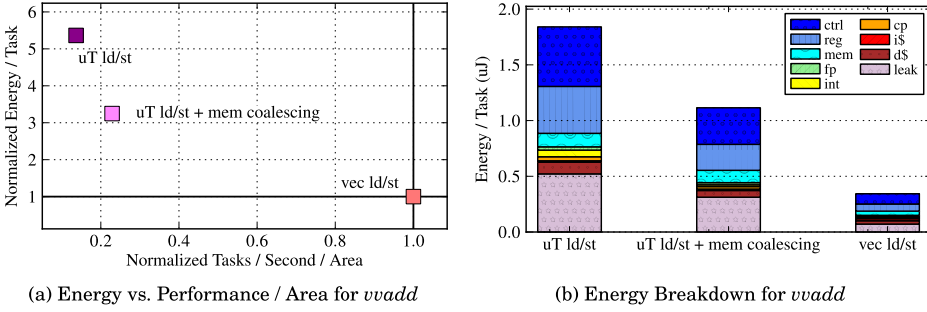 Normalized Energy / Task
6
5
4
3
2
1
uT ld/st
uT ld/st + mem coalescing
vec ld/st
0.2
0.4
0.6
0.8
1.0
Normalized Tasks / Second / Area
(a) Energy vs. Performance / Area for vvadd
Energy / Task (uJ)
2.0
1.5
1.0
0.5
0.0
ctrl
reg
mem
fp
int
cp
i$
d$
leak
uT ld/st
uT ld/st + mem coalescing
vec ld/st
(b) Energy Breakdown for vvadd